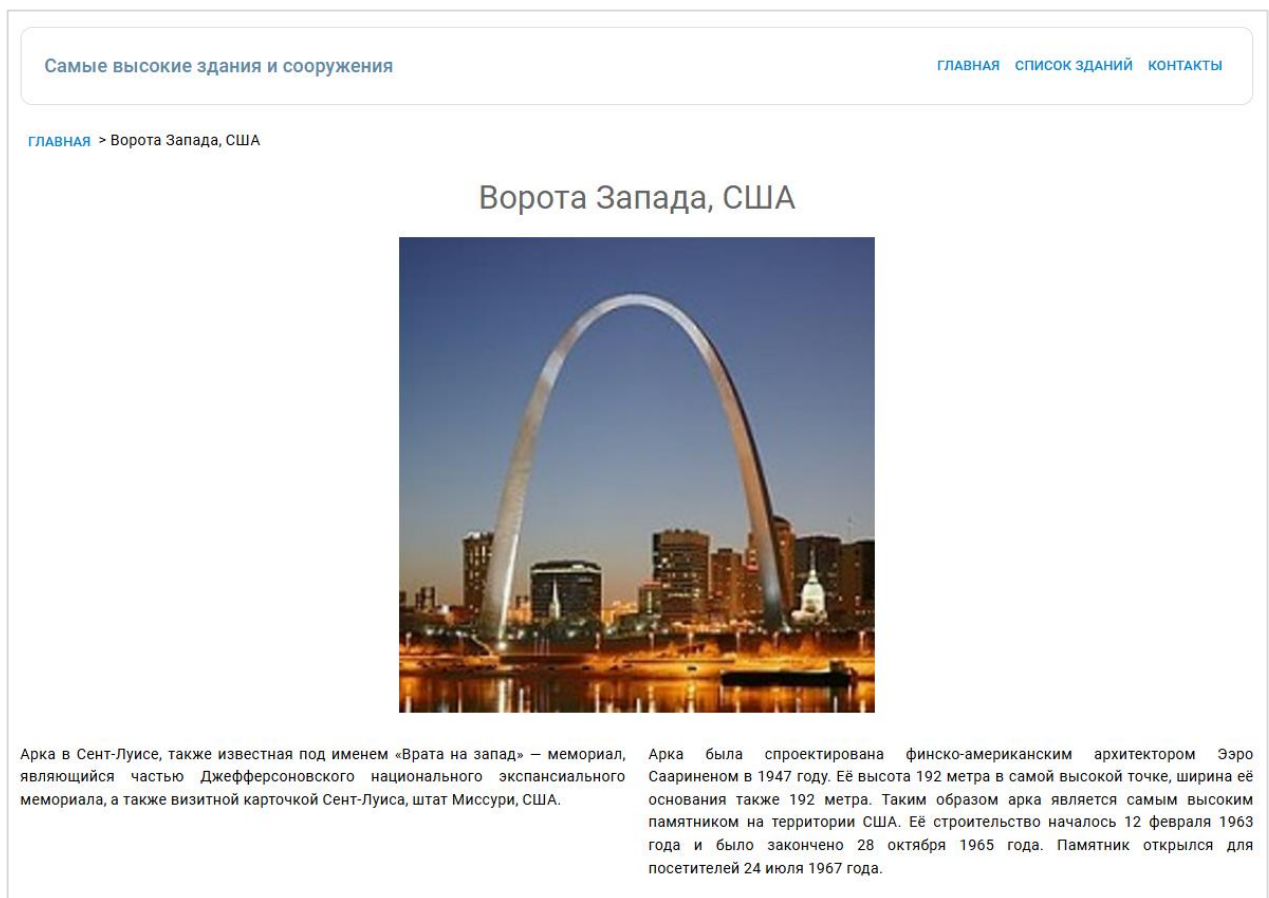 Самые высокие здания и сооружения
ГЛАВНАЯ СПИСОК ЗДАНИЙ КОНТАКТЫ
ГЛАВНАЯ > Ворота Запада, США
Ворота Запада, США
Арка в Сент-Луисе, также известная под именем «Врата на запад» — мемориал,
являющийся частью Джефферсоновского национального экспансиального
мемориала, а также визитной карточкой Сент-Луиса, штат Миссури, США.
Арка была спроектирована финско-американским архитектором Ээро
Саариненом в 1947 году. Её высота 192 метра в самой высокой точке, ширина её
основания также 192 метра. Таким образом арка является самым высоким
памятником на территории США. Её строительство началось 12 февраля 1963
года и было закончено 28 октября 1965 года. Памятник открылся для
посетителей 24 июля 1967 года.